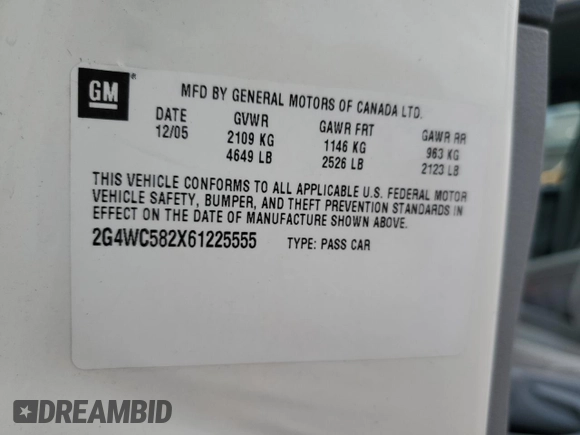 GM
MFD BY GENERAL MOTORS OF CANADA LTD.
DATE GVWR GAWR FRT GAWR RR
12/05 2109 KG 1146 KG 963 KG
4649 LB 2526 LB 2123 LB
THIS VEHICLE CONFORMS TO ALL APPLICABLE U.S. FEDERAL MOTOR
VEHICLE SAFETY, BUMPER, AND THEFT PREVENTION STANDARDS IN
EFFECT ON THE DATE OF MANUFACTURE SHOWN ABOVE.
2G4WC582X61225555 TYPE: PASS CAR
DREAMBID